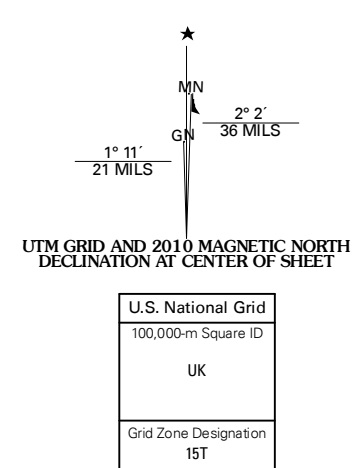 MN
2° 2´
36 MILS
GN
1° 11´
21 MILS
UTM GRID AND 2010 MAGNETIC NORTH
DECLINATION AT CENTER OF SHEET
U.S. National Grid
100,000-m Square ID
UK
Grid Zone Designation
15T